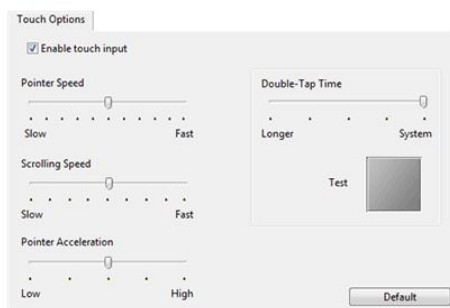 Touch Options
Enable touch input
Pointer Speed
Slow Fast
Scrolling Speed
Slow Fast
Pointer Acceleration
Low High
Double-Tap Time
Longer System
Test
Default